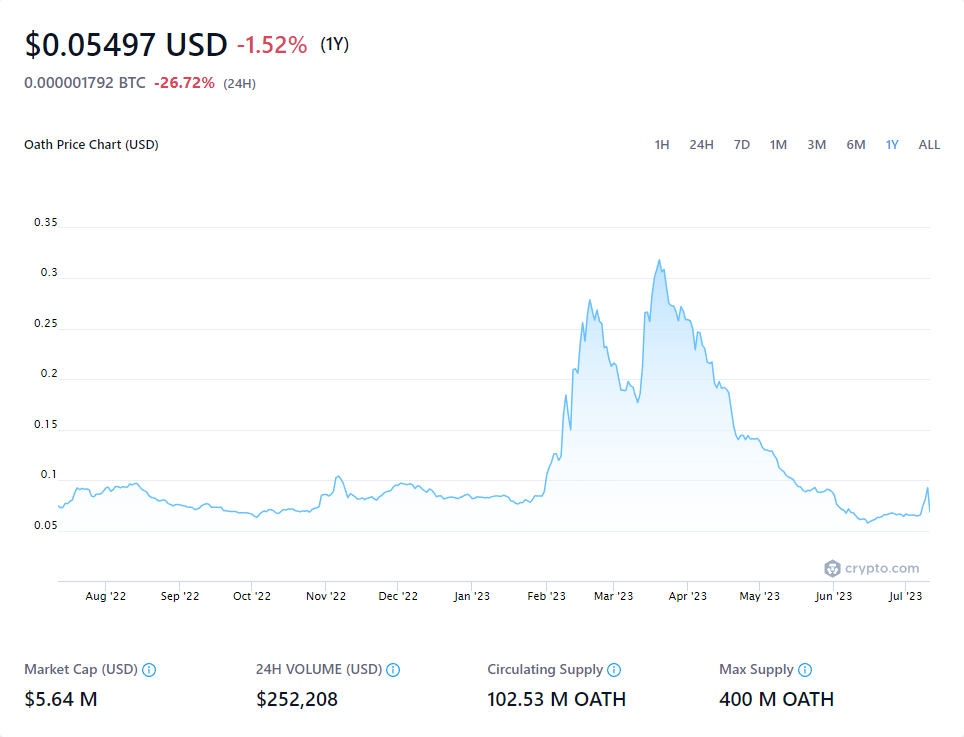 $0.05497 USD -1.52% (1Y)
0.000001792 BTC -26.72% (24H)
Oath Price Chart (USD) 1H 24H 7D 1M 3M 6M 1Y ALL
0.35
0.3
0.25
0.2
0.15
0.1
0.05
crypto.com
Aug '22 Sep '22 Oct '22 Nov '22 Dec '22 Jan '23 Feb '23 Mar '23 Apr '23 May '23 Jun '23 Jul '23
Market Cap (USD) 24H VOLUME (USD) Circulating Supply Max Supply
$5.64 M $252,208 102.53 M OATH 400 M OATH